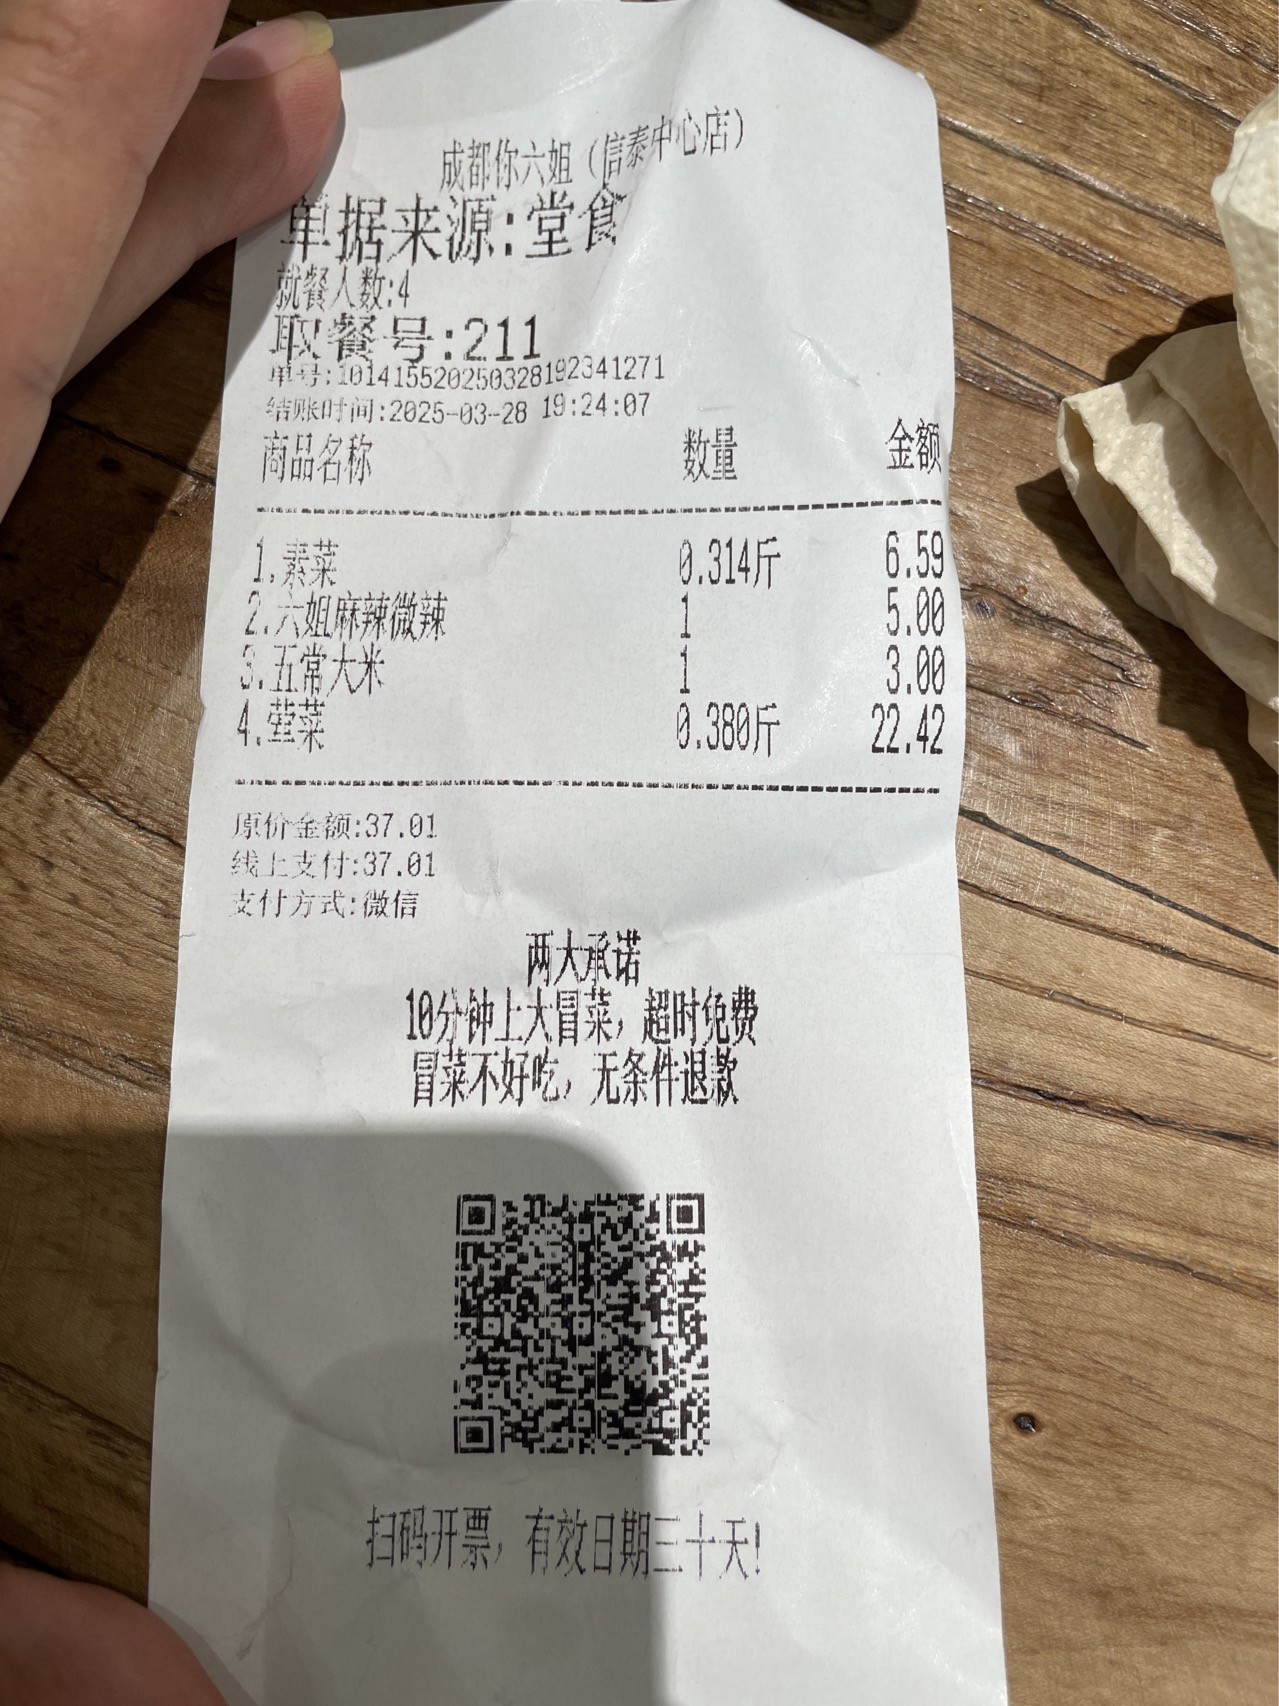 成都你六姐（信泰中心店）
单据来源:堂食
就餐人数:4
取餐号:211
单号:101415520250328192341271
结账时间:2025-03-28 19:24:07
商品名称 数量 金额
1.素菜 0.314斤 6.59
2.六姐麻辣微辣 1 5.00
3.五常大米 1 3.00
4.荤菜 0.380斤 22.42
原价金额:37.01
线上支付:37.01
支付方式:微信
两大承诺
10分钟上大冒菜，超时免费
冒菜不好吃，无条件退款
扫码开票，有效日期三十天!